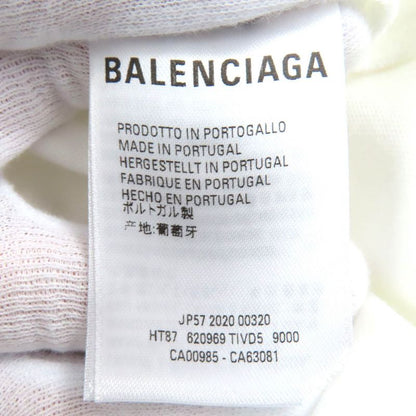 BALENCIAGA
PRODOTTO IN PORTOGALLO
MADE IN PORTUGAL
HERGESTELLT IN PORTUGAL
FABRIQUE EN PORTUGAL
HECHO EN PORTUGAL
ポルトガル製
产地:葡萄牙
JP57 2020 00320
HT87 620969 TIVD5 9000
CA00985 - CA63081